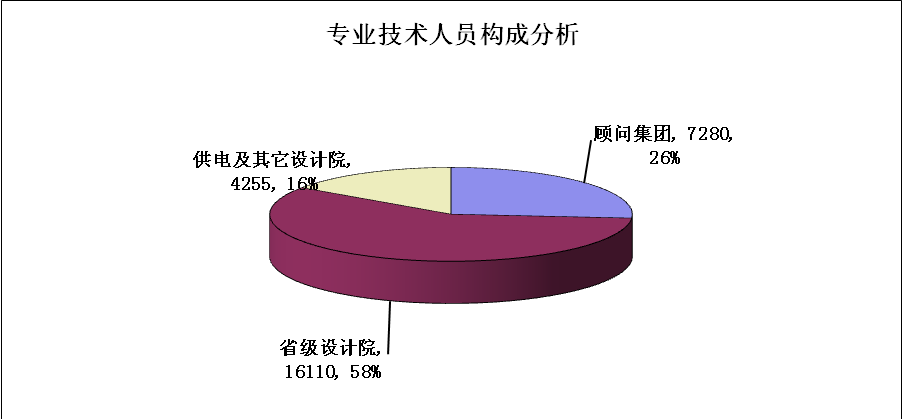 专业技术人员构成分析
顾问集团, 7280,
26%
供电及其它设计院,
4255, 16%
省级设计院,
16110, 58%